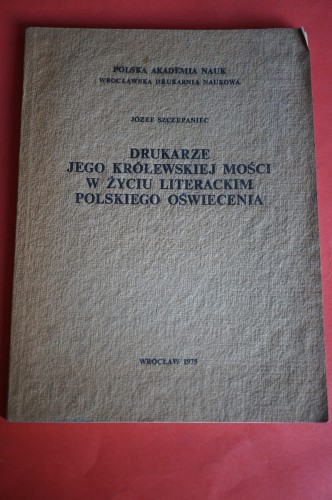 POLSKA AKADEMIA NAUK
WROCŁAWSKA DRUKARNIA NAUKOWA
JÓZEF SZCZEPANIEC
DRUKARZE
JEGO KRÓLEWSKIEJ MOŚCI
W ŻYCIU LITERACKIM
POLSKIEGO OŚWIECENIA
WROCŁAW 1975